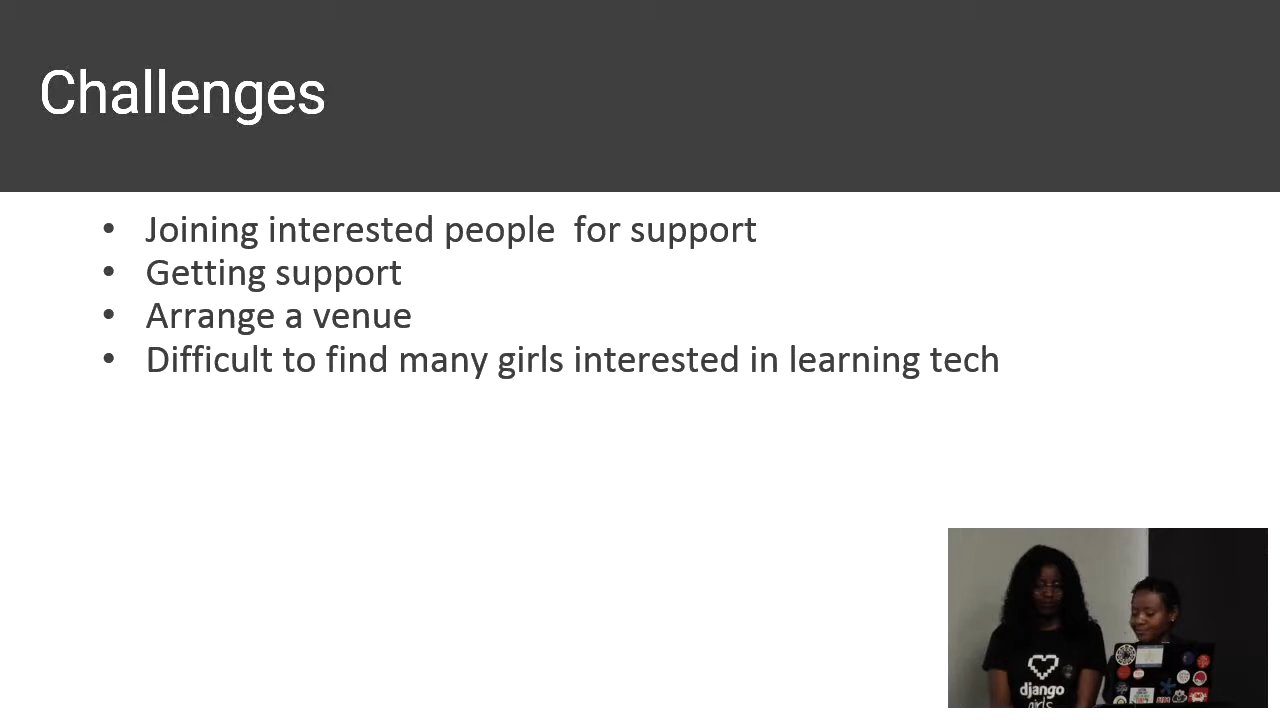 Challenges
• Joining interested people  for support
• Getting support
• Arrange a venue
• Difficult to find many girls interested in learning tech
django
girls